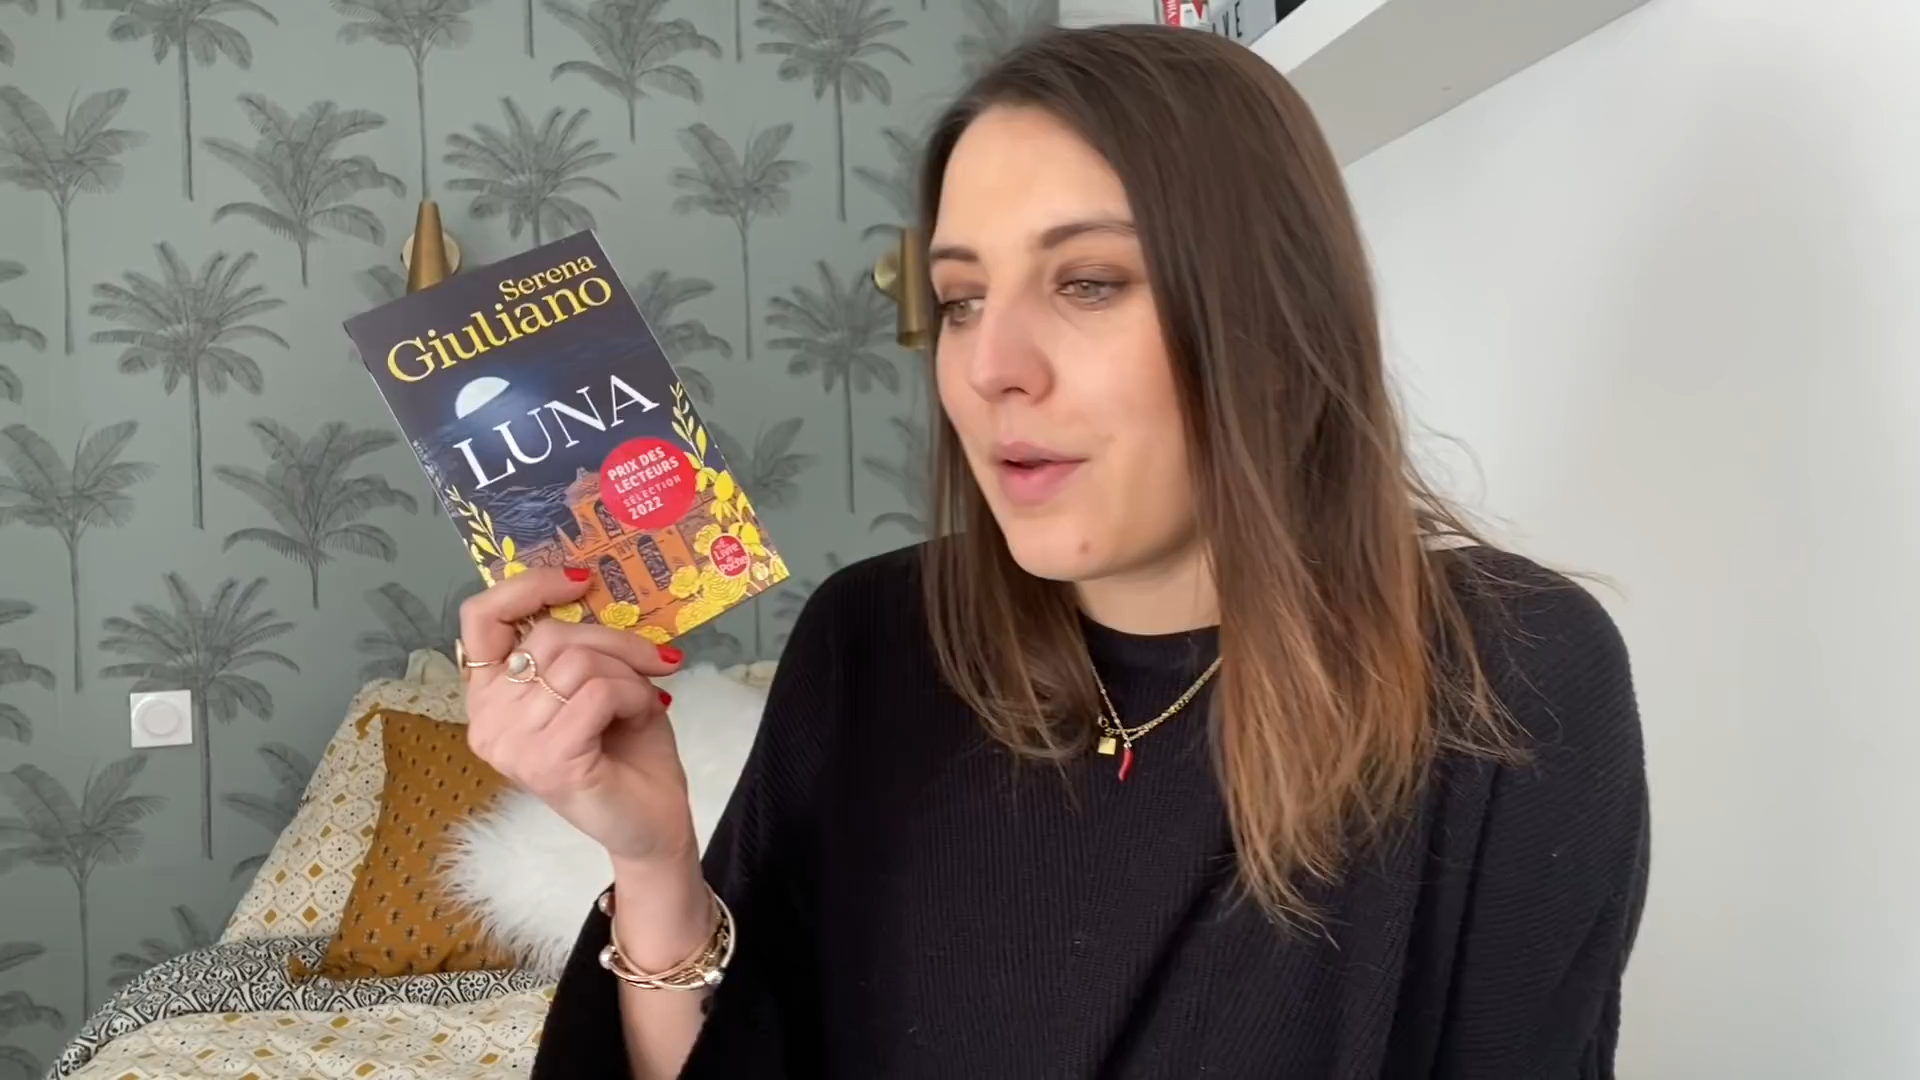 Serena
Giuliano
LUNA
PRIX DES
LECTEURS
SÉLECTION
2022
Le
Livre
de
Poche